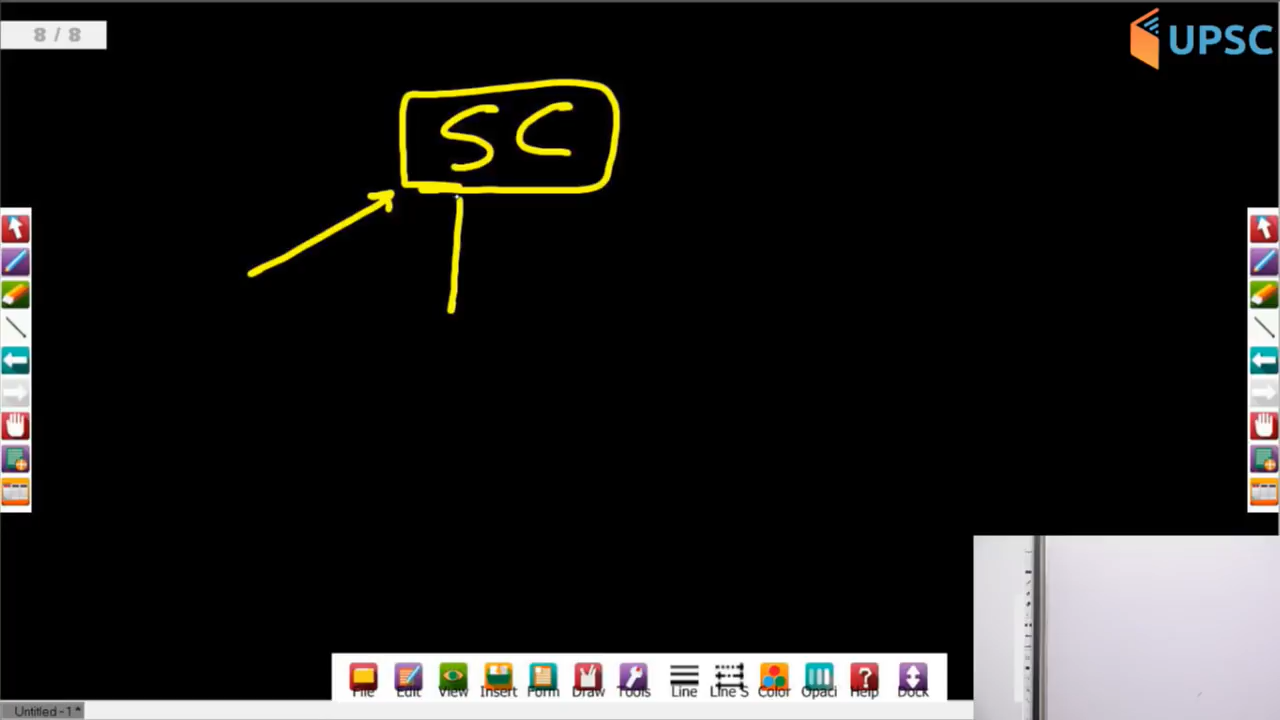 8 / 8
UPSC
SC
File Edit View Insert Form Draw Tools Line Line S Color Opaci Help Dock
Untitled - 1 *